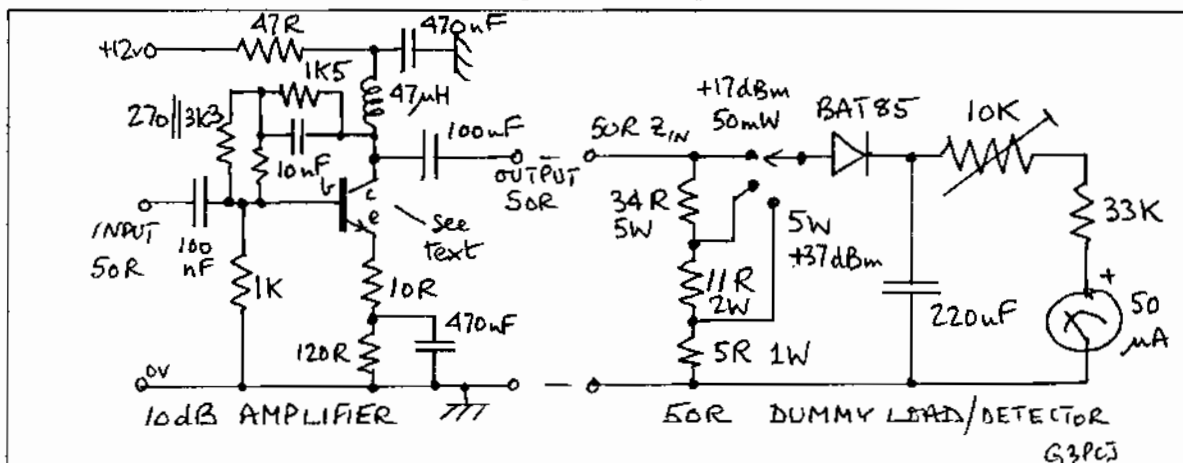 47R
470nF
+12v
1K5
270||3K3
47μH
+17dBm
50mW
BAT85
10K
100nF
50R ZIN
10nF
b
c
e
OUTPUT
50R
34R
5W
5W
+37dBm
33K
INPUT
50R
100
nF
see
text
1K
10R
11R
2W
+
50
μA
220nF
470nF
120R
5R 1W
0V
10dB AMPLIFIER
50R DUMMY LOAD/DETECTOR
G3PCJ